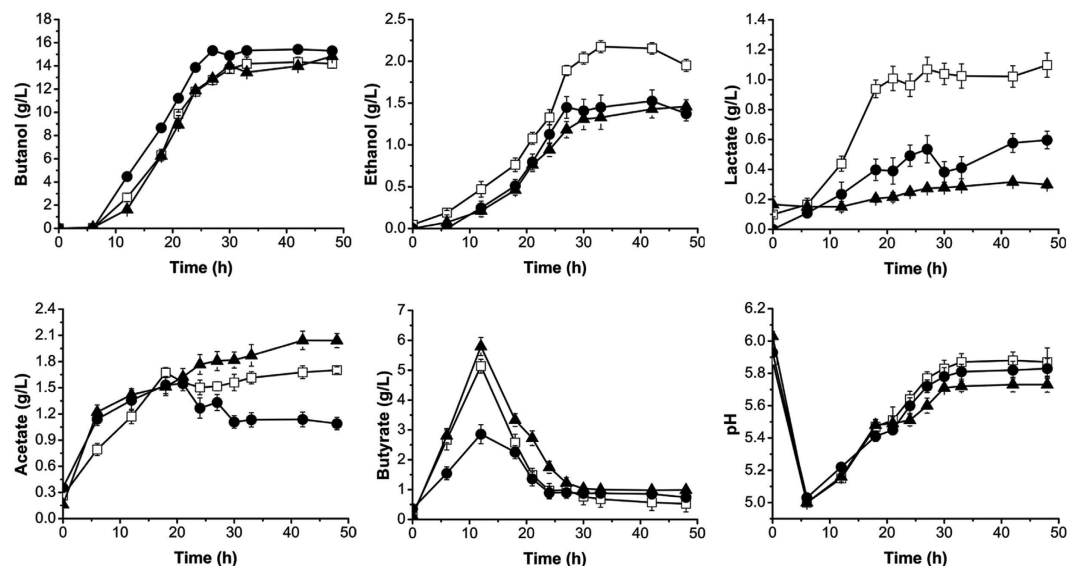 Butanol (g/L)
18
16
14
12
10
8
6
4
2
0
0 10 20 30 40 50
Time (h)
Ethanol (g/L)
2.5
2.0
1.5
1.0
0.5
0.0
0 10 20 30 40 50
Time (h)
Lactate (g/L)
1.4
1.2
1.0
0.8
0.6
0.4
0.2
0.0
0 10 20 30 40 50
Time (h)
Acetate (g/L)
2.4
2.1
1.8
1.5
1.2
0.9
0.6
0.3
0.0
0 10 20 30 40 50
Time (h)
Butyrate (g/L)
7
6
5
4
3
2
1
0
0 10 20 30 40 50
Time (h)
pH
6.2
6.0
5.8
5.6
5.4
5.2
5.0
0 10 20 30 40 50
Time (h)